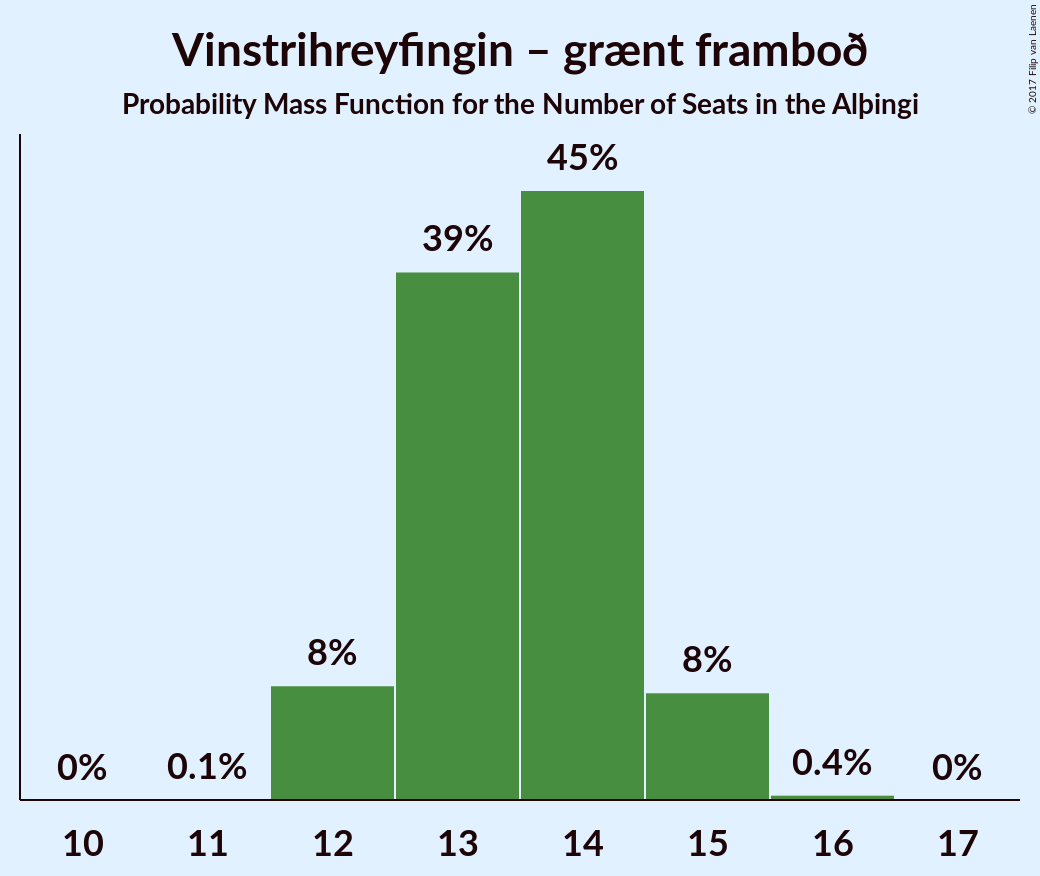 Vinstrihreyfingin – grænt framboð
Probability Mass Function for the Number of Seats in the Alþingi
© 2017 Filip van Laenen
45%
39%
8%
8%
0%
0.1%
0.4%
0%
10 11 12 13 14 15 16 17